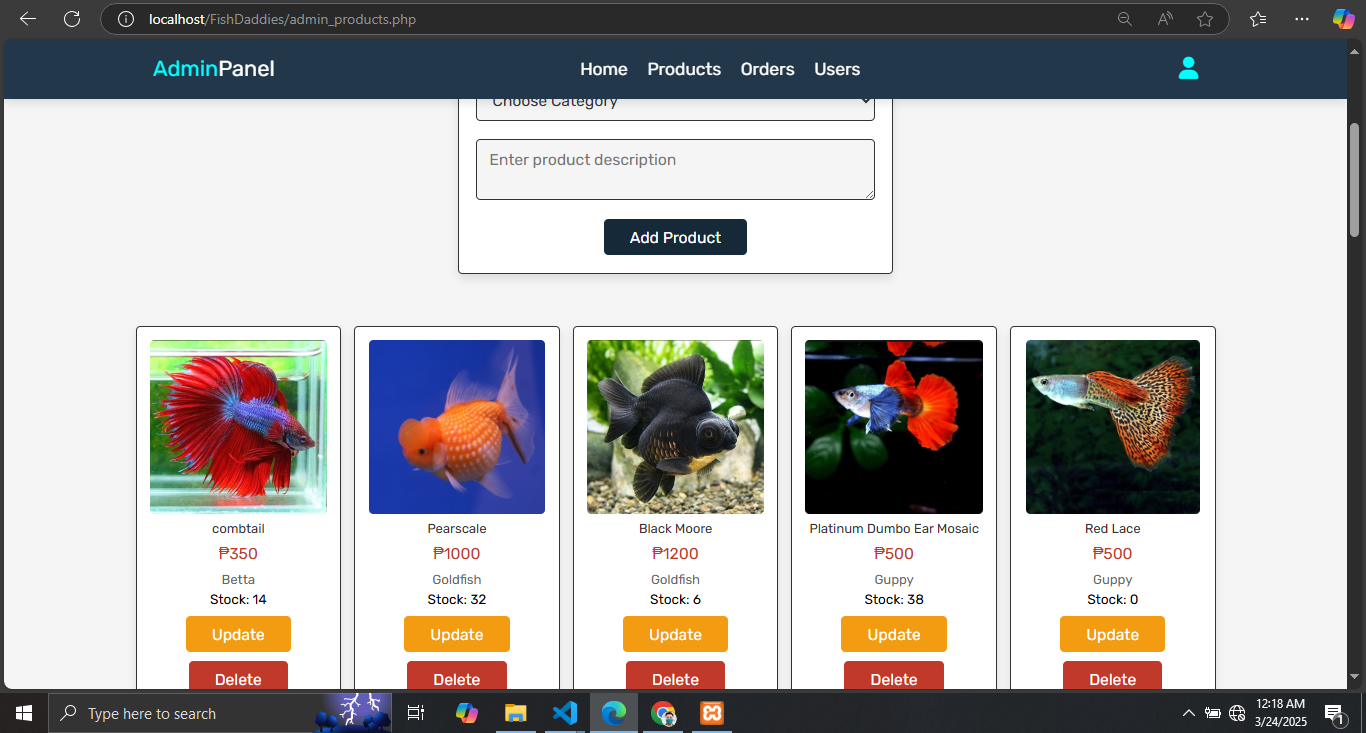 localhost/FishDaddies/admin_products.php
AdminPanel
Home Products Orders Users
Choose Category
Enter product description
Add Product
combtail Pearscale Black Moore Platinum Dumbo Ear Mosaic Red Lace
₱350 ₱1000 ₱1200 ₱500 ₱500
Betta Goldfish Goldfish Guppy Guppy
Stock: 14 Stock: 32 Stock: 6 Stock: 38 Stock: 0
Update Update Update Update Update
Delete Delete Delete Delete Delete
Type here to search
12:18 AM
3/24/2025
1